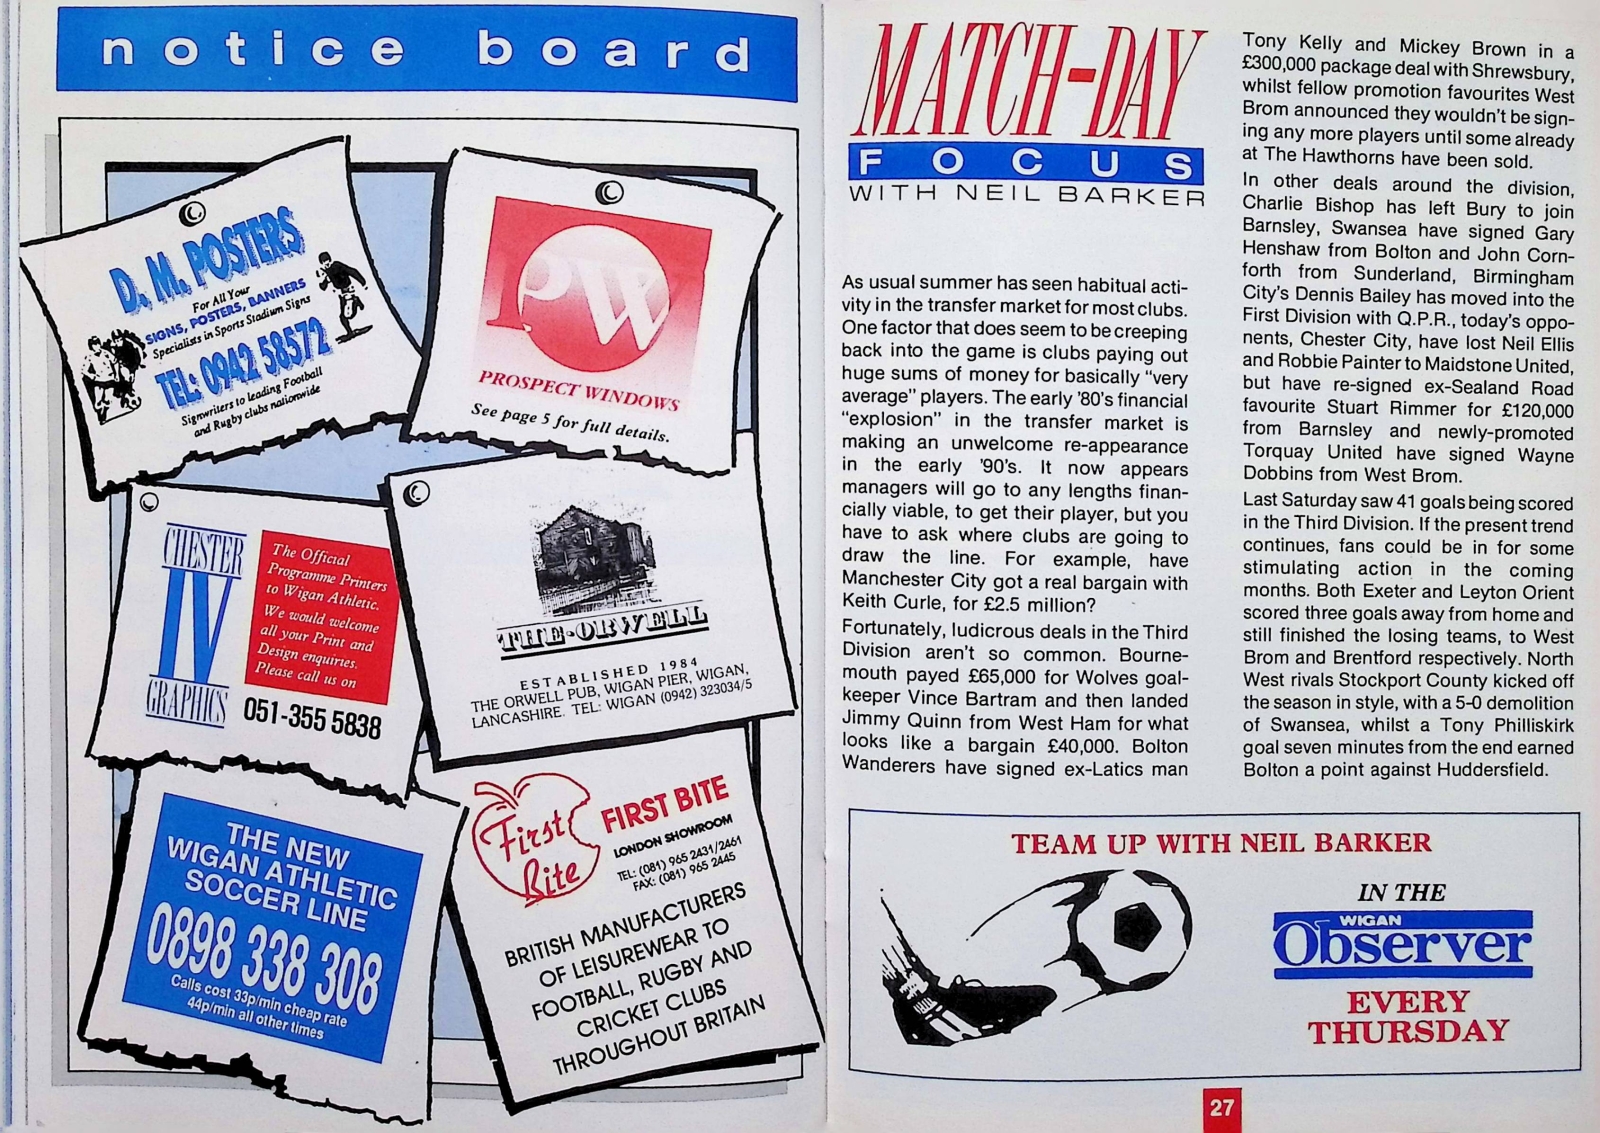 notice board
D. M. POSTERS
For All Your
SIGNS, POSTERS, BANNERS
Specialists in Sports Stadium Signs
TEL: 0942 58572
Signwriters to leading Football
and Rugby clubs nationwide
PW
PROSPECT WINDOWS
See page 5 for full details.
CHESTER
IV
GRAPHICS
The Official
Programme Printers
to Wigan Athletic.
We would welcome
all your Print and
Design enquiries.
Please call us on
051-355 5838
THE·ORWELL
ESTABLISHED 1984
THE ORWELL PUB, WIGAN PIER, WIGAN,
LANCASHIRE. TEL: WIGAN (0942) 323034/5
THE NEW
WIGAN ATHLETIC
SOCCER LINE
0898 338 308
Calls cost 33p/min cheap rate
44p/min all other times
First
Bite
FIRST BITE
LONDON SHOWROOM
TEL: (081) 965 2431/2461
FAX: (081) 965 2445
BRITISH MANUFACTURERS
OF LEISUREWEAR TO
FOOTBALL, RUGBY AND
CRICKET CLUBS
THROUGHOUT BRITAIN
MATCH-DAY
FOCUS
WITH NEIL BARKER
As usual summer has seen habitual acti-
vity in the transfer market for most clubs.
One factor that does seem to be creeping
back into the game is clubs paying out
huge sums of money for basically “very
average” players. The early ’80’s financial
“explosion” in the transfer market is
making an unwelcome re-appearance
in the early ’90’s. It now appears
managers will go to any lengths finan-
cially viable, to get their player, but you
have to ask where clubs are going to
draw the line. For example, have
Manchester City got a real bargain with
Keith Curle, for £2.5 million?
Fortunately, ludicrous deals in the Third
Division aren’t so common. Bourne-
mouth payed £65,000 for Wolves goal-
keeper Vince Bartram and then landed
Jimmy Quinn from West Ham for what
looks like a bargain £40,000. Bolton
Wanderers have signed ex-Latics man
Tony Kelly and Mickey Brown in a
£300,000 package deal with Shrewsbury,
whilst fellow promotion favourites West
Brom announced they wouldn’t be sign-
ing any more players until some already
at The Hawthorns have been sold.
In other deals around the division,
Charlie Bishop has left Bury to join
Barnsley, Swansea have signed Gary
Henshaw from Bolton and John Corn-
forth from Sunderland, Birmingham
City’s Dennis Bailey has moved into the
First Division with Q.P.R., today’s oppo-
nents, Chester City, have lost Neil Ellis
and Robbie Painter to Maidstone United,
but have re-signed ex-Sealand Road
favourite Stuart Rimmer for £120,000
from Barnsley and newly-promoted
Torquay United have signed Wayne
Dobbins from West Brom.
Last Saturday saw 41 goals being scored
in the Third Division. If the present trend
continues, fans could be in for some
stimulating action in the coming
months. Both Exeter and Leyton Orient
scored three goals away from home and
still finished the losing teams, to West
Brom and Brentford respectively. North
West rivals Stockport County kicked off
the season in style, with a 5-0 demolition
of Swansea, whilst a Tony Philliskirk
goal seven minutes from the end earned
Bolton a point against Huddersfield.
TEAM UP WITH NEIL BARKER
IN THE
WIGAN
Observer
EVERY
THURSDAY
27